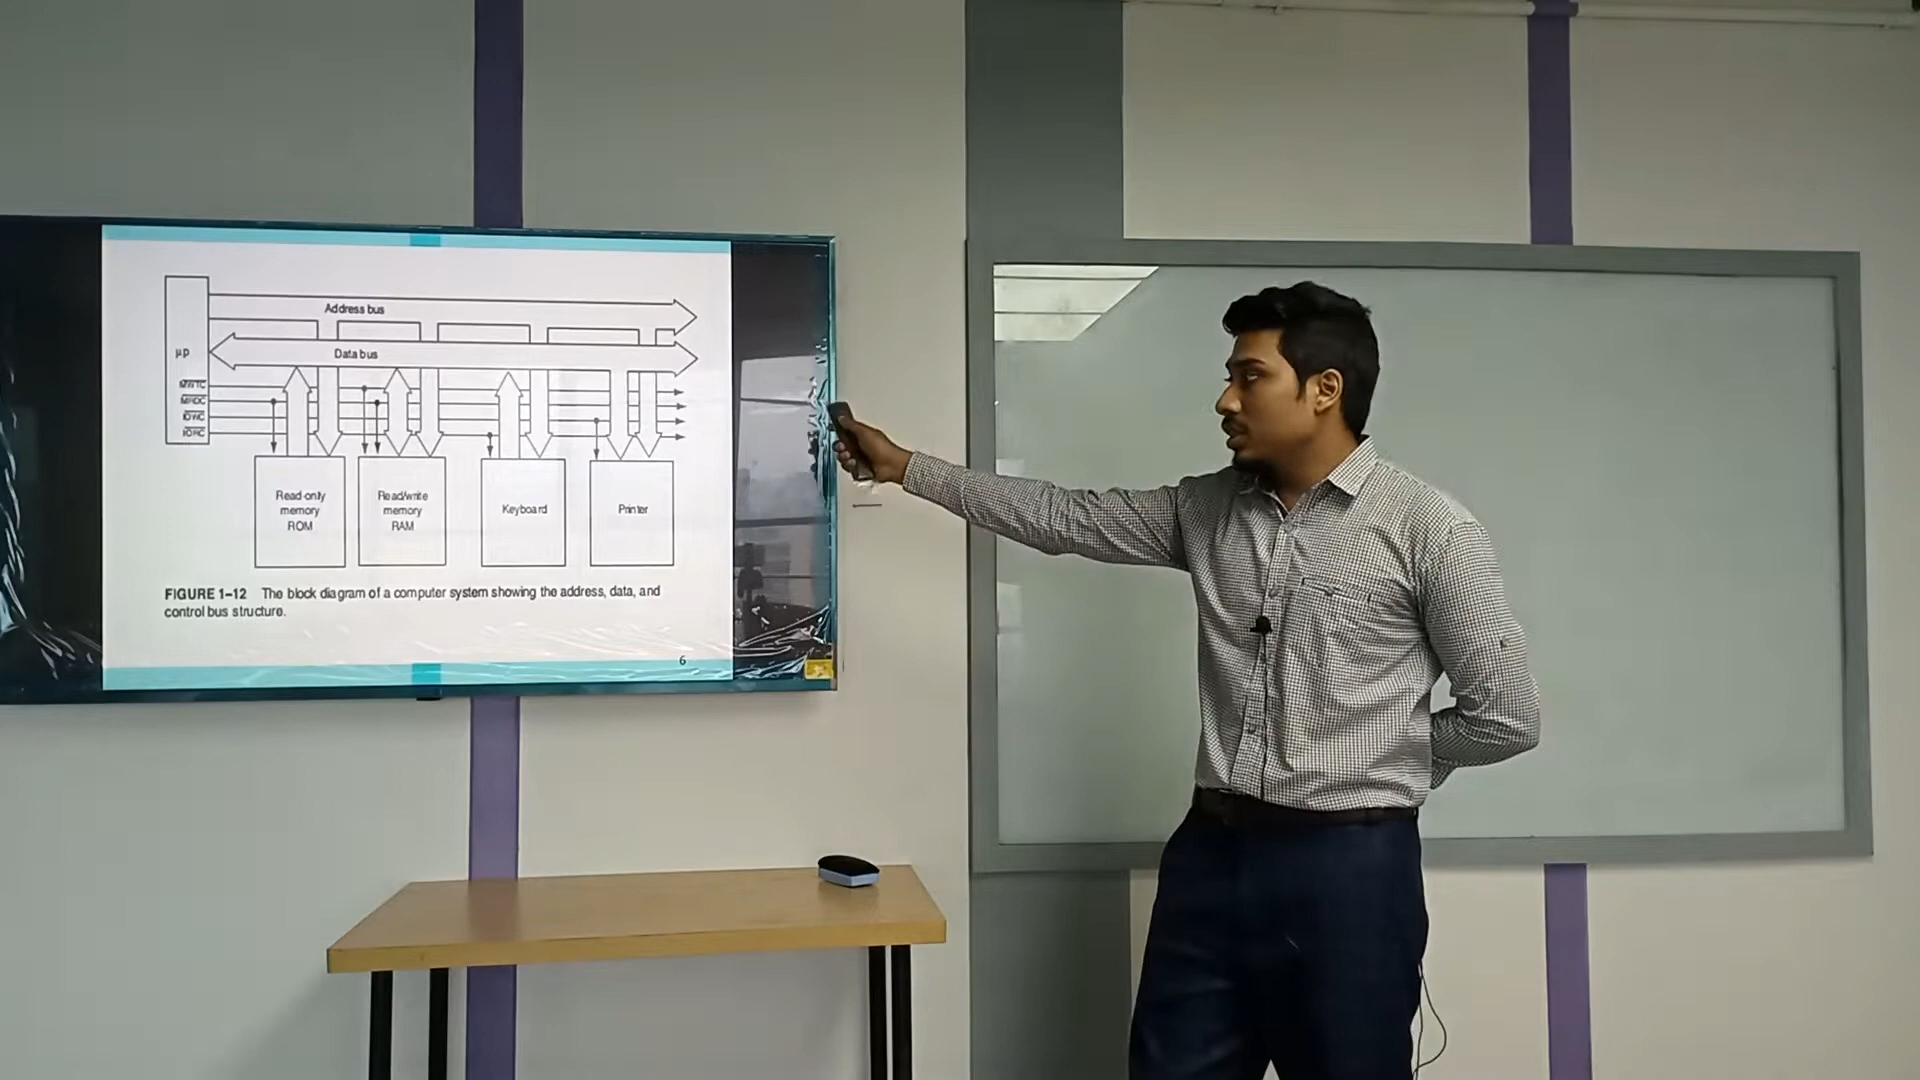 Address bus
Data bus
μp
MWTC
MRDC
IOWC
IORC
Read-only
memory
ROM
Read/write
memory
RAM
Keyboard
Printer
FIGURE 1–12 The block diagram of a computer system showing the address, data, and
control bus structure.
6